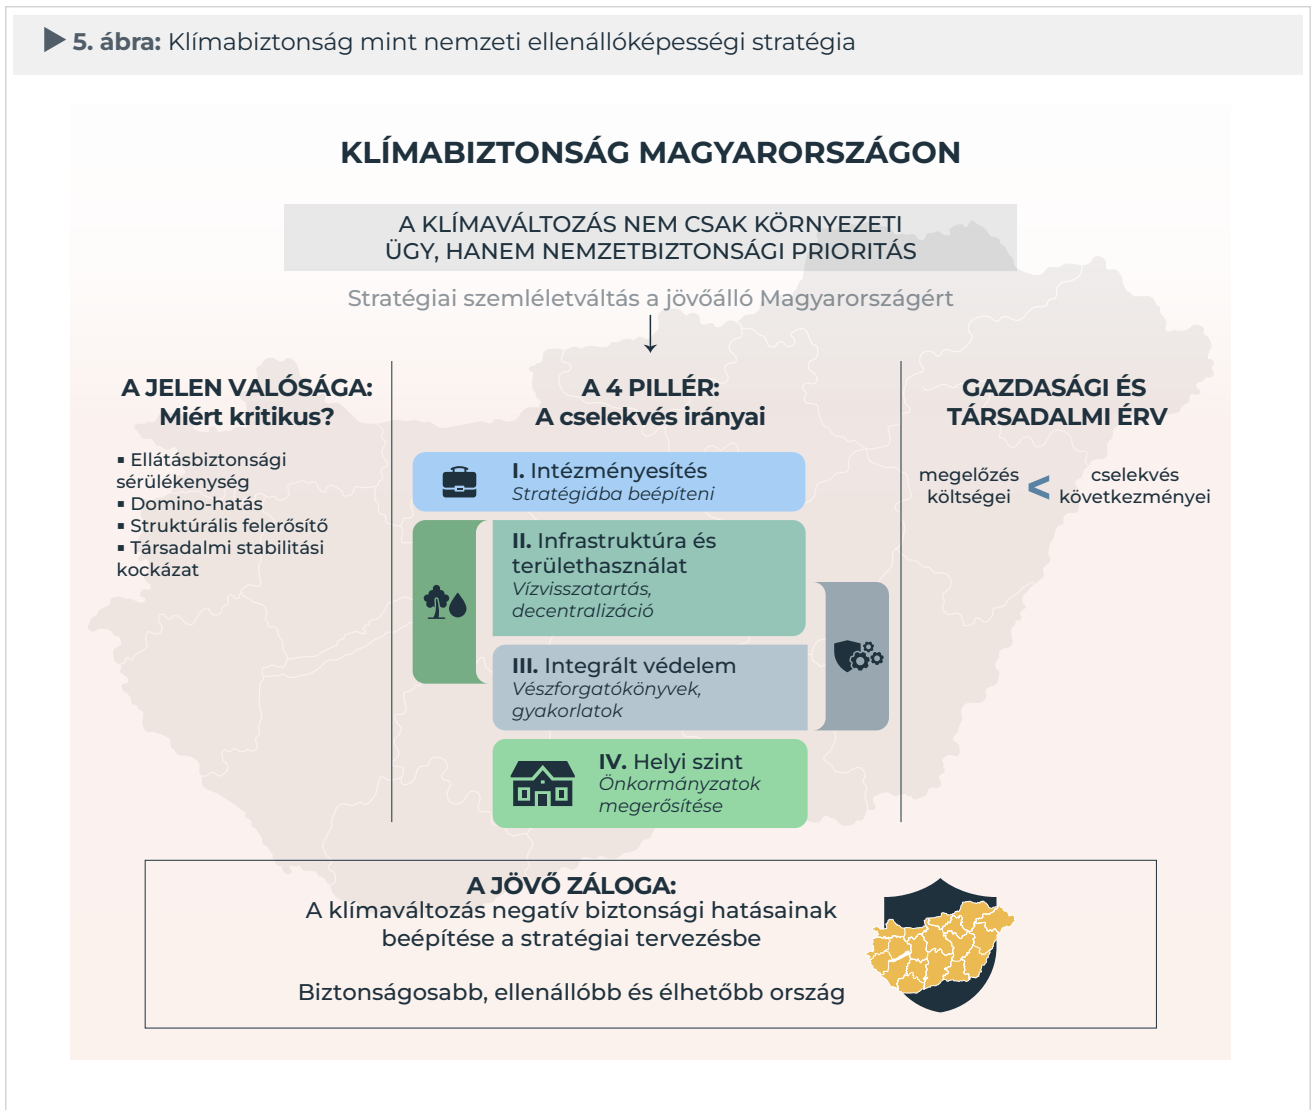 ▶ 5. ábra: Klímabiztonság mint nemzeti ellenállóképességi stratégia
KLÍMABIZTONSÁG MAGYARORSZÁGON
A KLÍMAVÁLTOZÁS NEM CSAK KÖRNYEZETI
ÜGY, HANEM NEMZETBIZTONSÁGI PRIORITÁS
Stratégiai szemléletváltás a jövőálló Magyarországért
A JELEN VALÓSÁGA:
Miért kritikus?
▪ Ellátásbiztonsági
sérülékenység
▪ Domino-hatás
▪ Struktúrális felerősítő
▪ Társadalmi stabilitási
kockázat
A 4 PILLÉR:
A cselekvés irányai
I. Intézményesítés
Stratégiába beépíteni
II. Infrastruktúra és
területhasználat
Vízvisszatartás,
decentralizáció
III. Integrált védelem
Vészforgatókönyvek,
gyakorlatok
IV. Helyi szint
Önkormányzatok
megerősítése
GAZDASÁGI ÉS
TÁRSADALMI ÉRV
megelőzés
költségei
<
cselekvés
következményei
A JÖVŐ ZÁLOGA:
A klímaváltozás negatív biztonsági hatásainak
beépítése a stratégiai tervezésbe
Biztonságosabb, ellenállóbb és élhetőbb ország